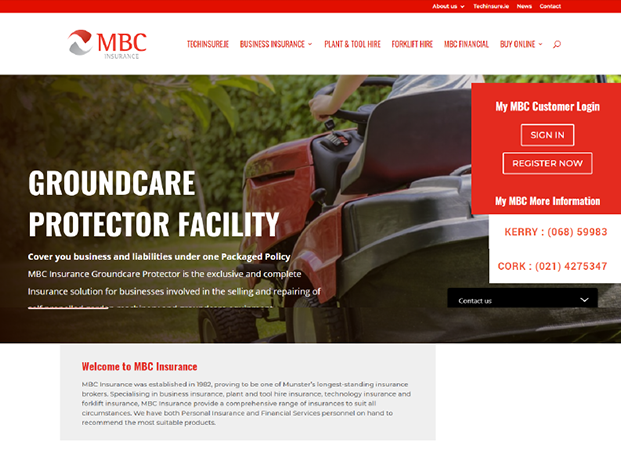 About us Techinsure.ie News Contact
MBC
INSURANCE
TECHINSURE.IE BUSINESS INSURANCE PLANT & TOOL HIRE FORKLIFT HIRE MBC FINANCIAL BUY ONLINE
My MBC Customer Login
SIGN IN
REGISTER NOW
My MBC More Information
KERRY : (068) 59983
CORK : (021) 4275347
Contact us
GROUNDCARE
PROTECTOR FACILITY
Cover you business and liabilities under one Packaged Policy
MBC Insurance Groundcare Protector is the exclusive and complete
Insurance solution for businesses involved in the selling and repairing of
Welcome to MBC Insurance
MBC Insurance was established in 1982, proving to be one of Munster's longest-standing insurance
brokers. Specialising in business insurance, plant and tool hire insurance, technology insurance and
forklift insurance, MBC Insurance provide a comprehensive range of insurances to suit all
circumstances. We have both Personal Insurance and Financial Services personnel on hand to
recommend the most suitable products.